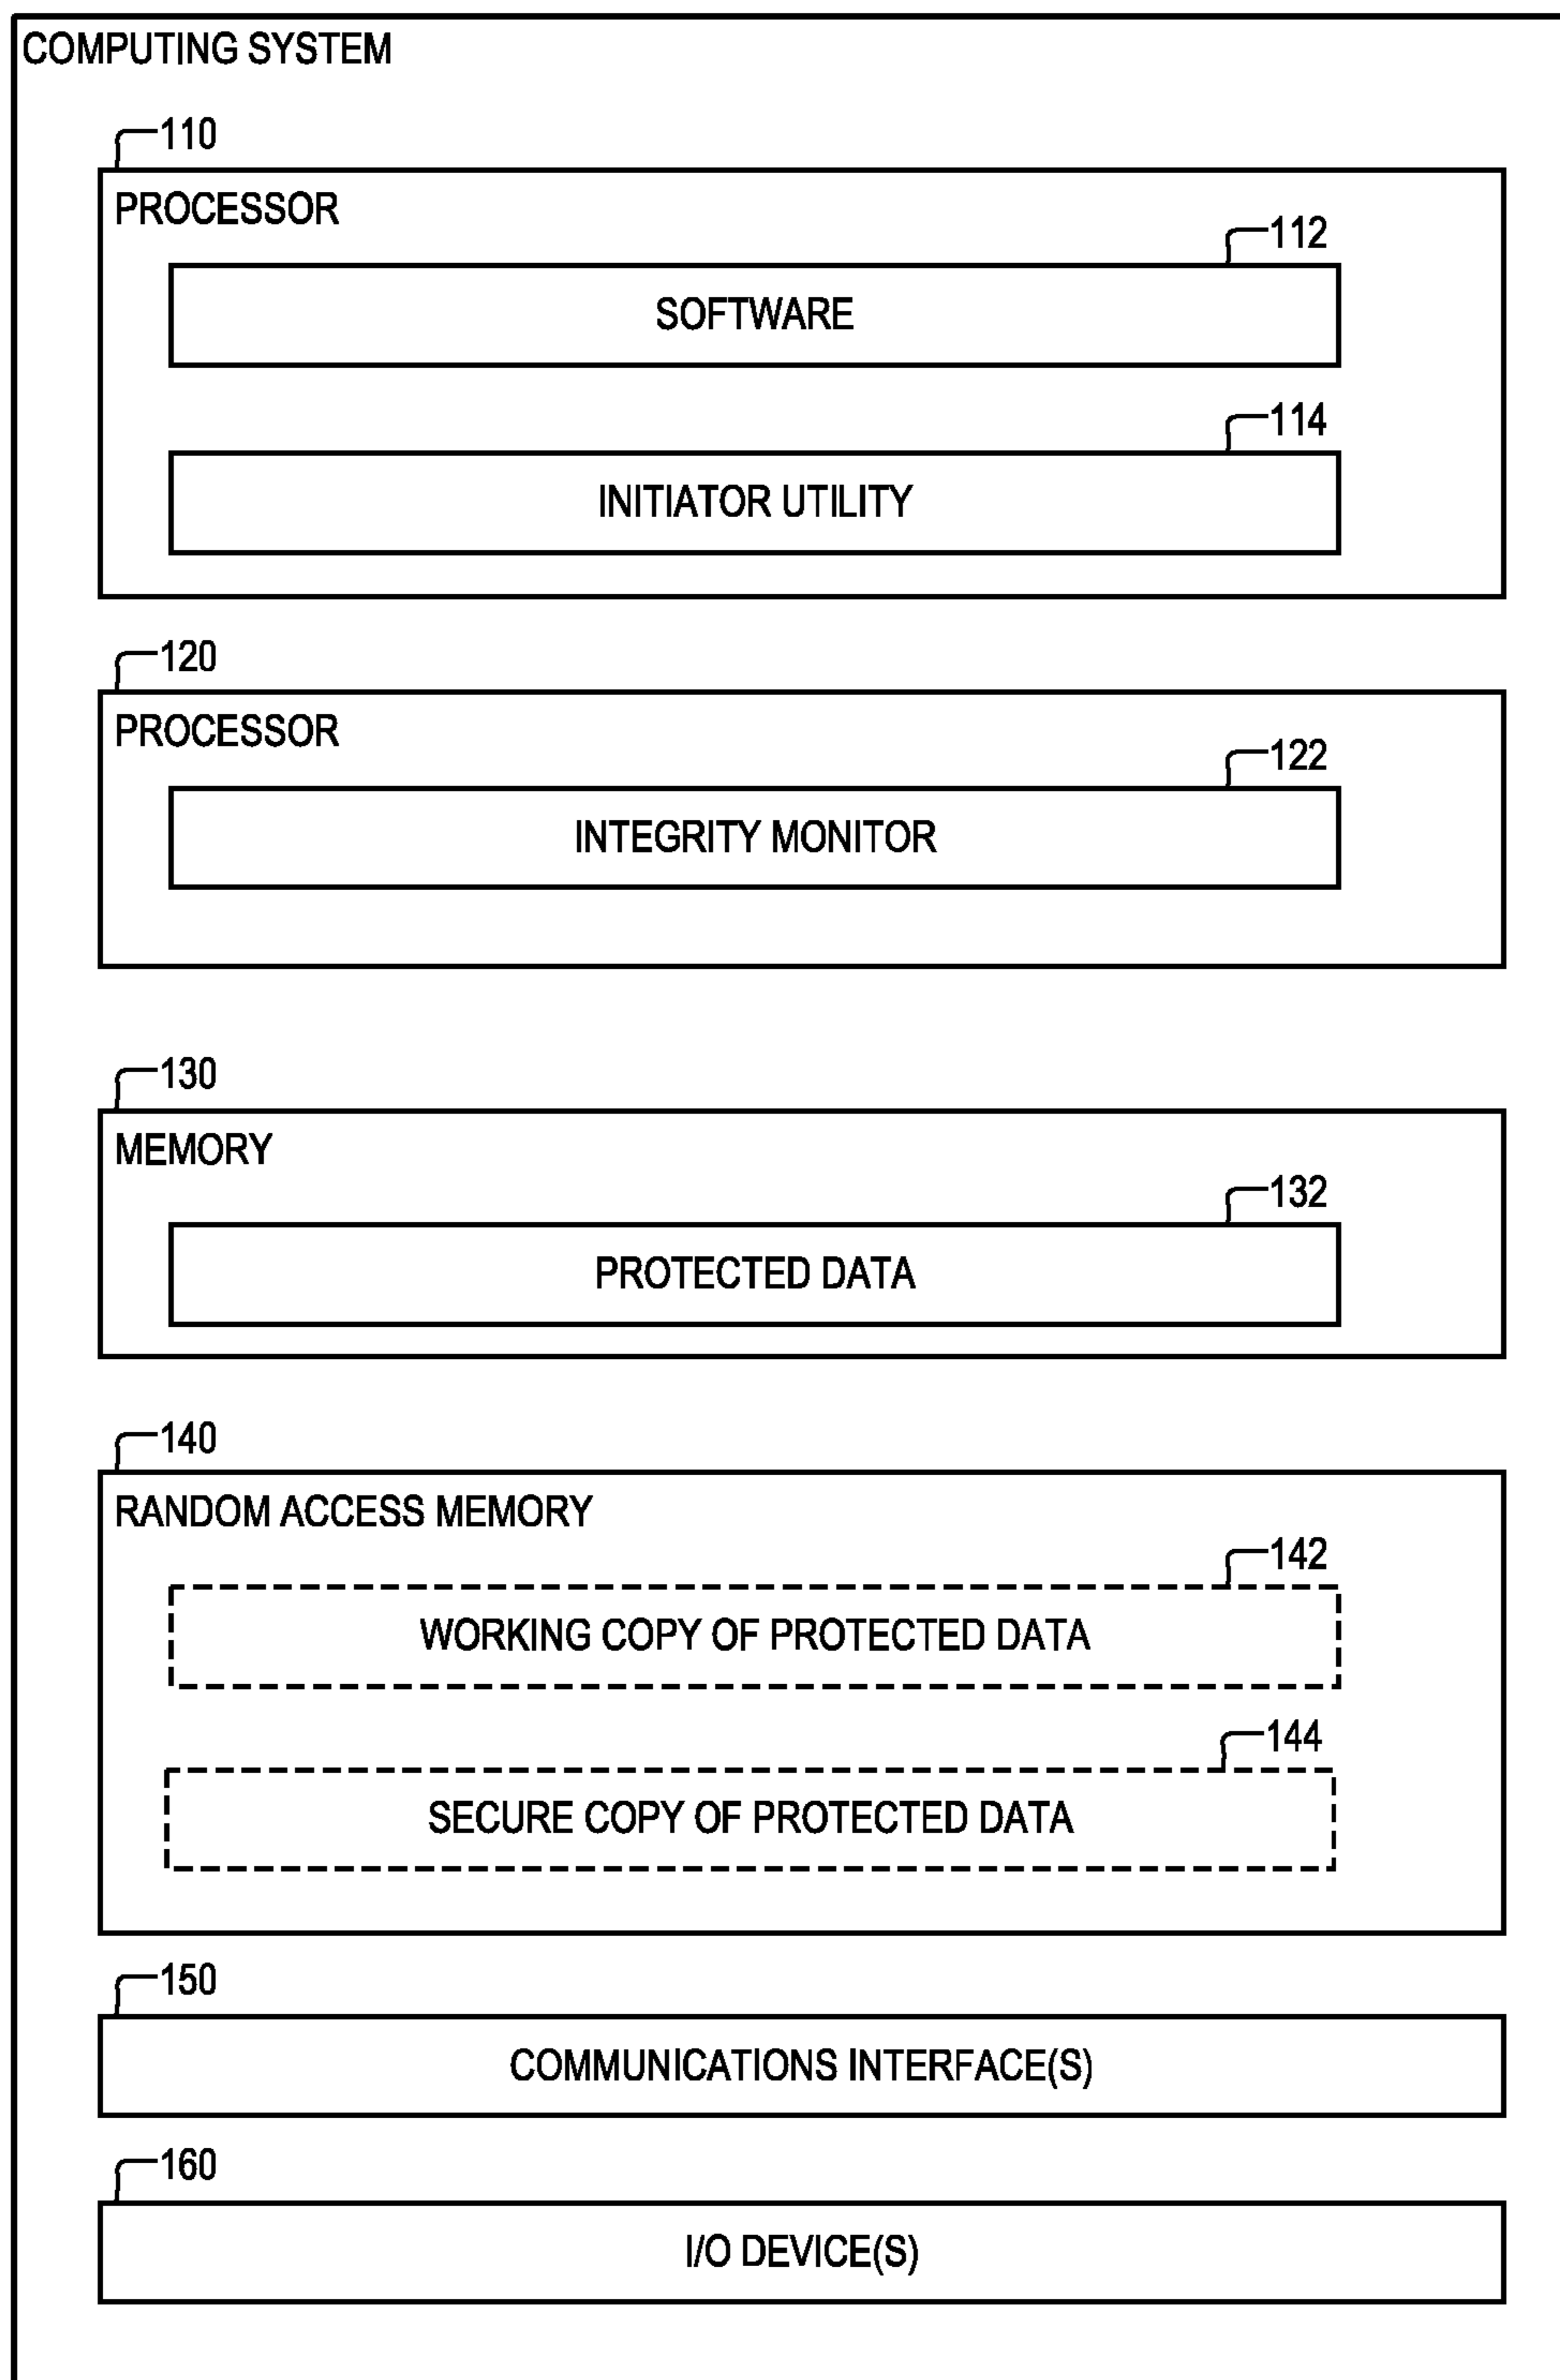 COMPUTING SYSTEM
110
PROCESSOR
112
SOFTWARE
114
INITIATOR UTILITY
120
PROCESSOR
122
INTEGRITY MONITOR
130
MEMORY
132
PROTECTED DATA
140
RANDOM ACCESS MEMORY
142
WORKING COPY OF PROTECTED DATA
144
SECURE COPY OF PROTECTED DATA
150
COMMUNICATIONS INTERFACE(S)
160
I/O DEVICE(S)